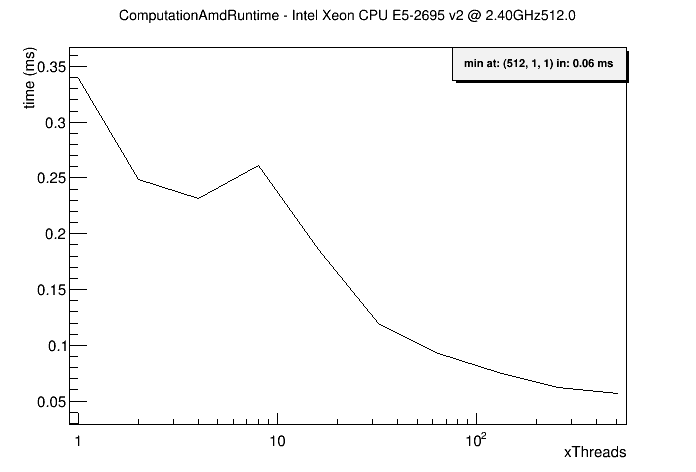 ComputationAmdRuntime - Intel Xeon CPU E5-2695 v2 @ 2.40GHz512.0
min at: (512, 1, 1) in: 0.06 ms
time (ms)
0.35
0.3
0.25
0.2
0.15
0.1
0.05
1 10 10²
xThreads